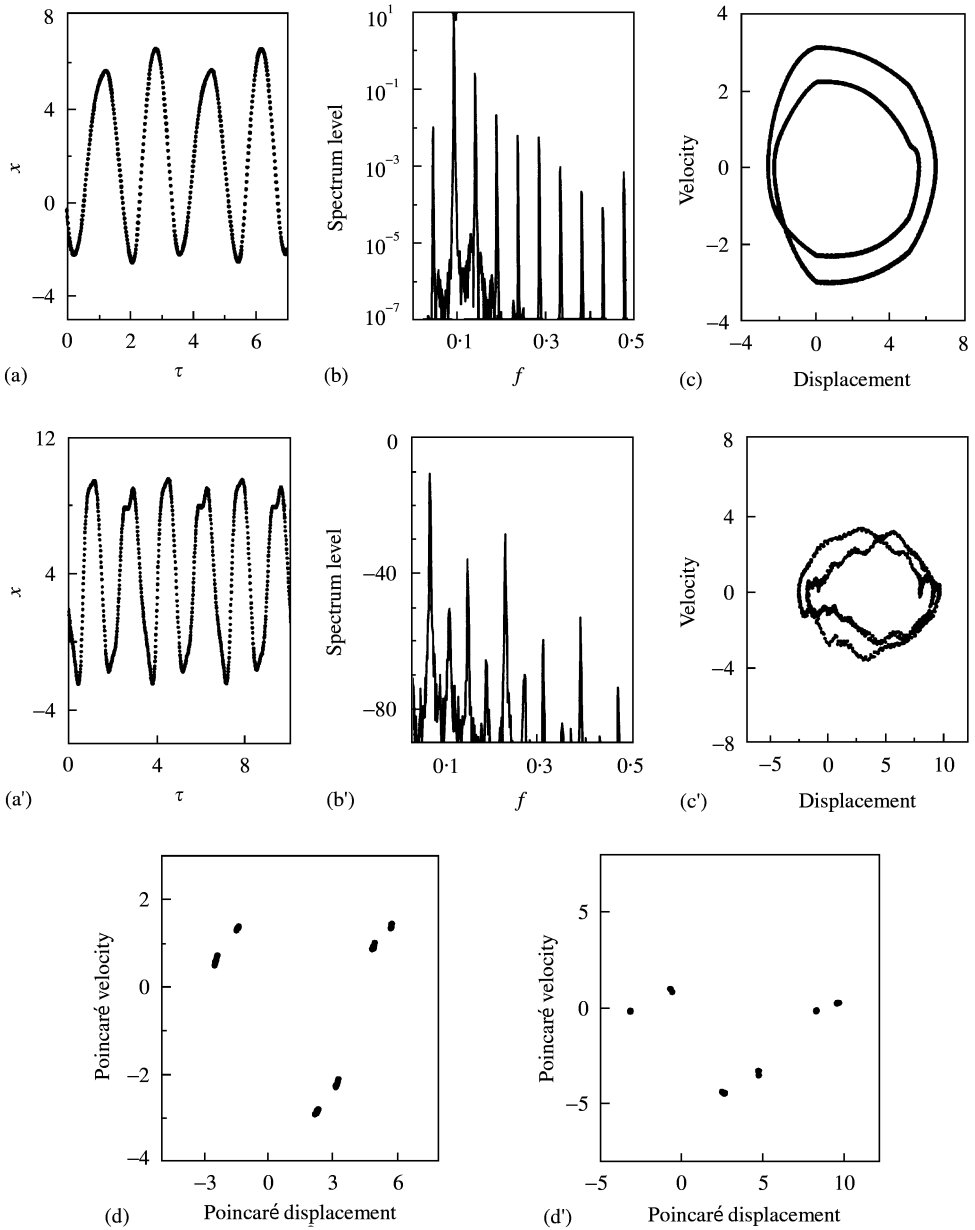 8
4
0
−4
x
0 2 4 6
τ
(a)
10¹
10⁻¹
10⁻³
10⁻⁵
10⁻⁷
Spectrum level
0·1 0·3 0·5
f
(b)
4
2
0
−2
−4
Velocity
−4 0 4 8
Displacement
(c)
12
4
−4
x
0 4 8
τ
(a')
0
−40
−80
Spectrum level
0·1 0·3 0·5
f
(b')
8
4
0
−4
−8
Velocity
−5 0 5 10
Displacement
(c')
2
0
−2
−4
Poincaré velocity
−3 0 3 6
Poincaré displacement
(d)
5
0
−5
Poincaré velocity
−5 0 5 10
Poincaré displacement
(d')